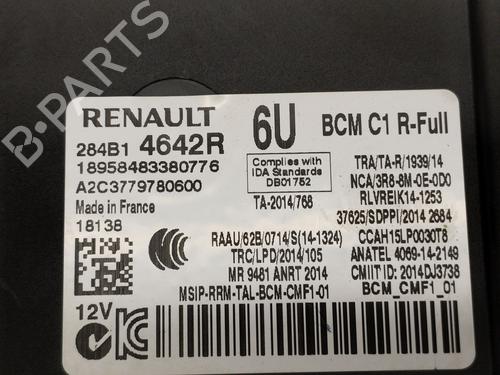 B-PARTS
RENAULT
6U
BCM C1 R-Full
284B1 4642R
18958483380776
A2C3779780600
Made in France
18138
Complies with
IDA Standards
DB01752
TA-2014/768
TRA/TA-R/1939/14
NCA/3R8-8M-0E-0D0
RLVREIK14-1253
37625/SDPPI/2014 2684
RAAU/62B/0714/S(14-1324)
CCAH15LP0030T8
TRC/LPD/2014/105
ANATEL 4069-14-2149
MR 9481 ANRT 2014
CMIIT ID: 2014DJ3738
MSIP-RRM-TAL-BCM-CMF1-01
BCM_CMF1_01
12V